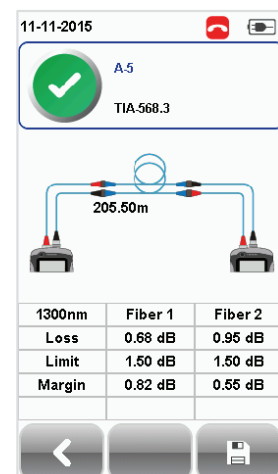 11-11-2015
A-5
TIA-568.3
205.50m
1300nm Fiber 1 Fiber 2
Loss 0.68 dB 0.95 dB
Limit 1.50 dB 1.50 dB
Margin 0.82 dB 0.55 dB